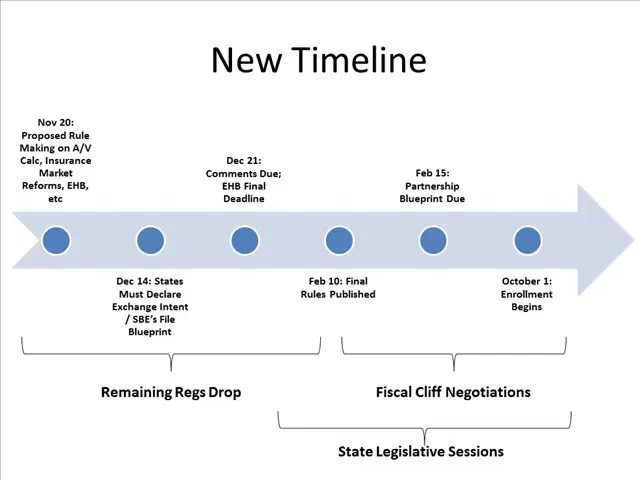 New Timeline
Nov 20:
Proposed Rule
Making on A/V
Calc, Insurance
Market
Reforms, EHB,
etc
Dec 14: States
Must Declare
Exchange Intent
/ SBE's File
Blueprint
Dec 21:
Comments Due;
EHB Final
Deadline
Feb 10: Final
Rules Published
Feb 15:
Partnership
Blueprint Due
October 1:
Enrollment
Begins
Remaining Regs Drop
Fiscal Cliff Negotiations
State Legislative Sessions